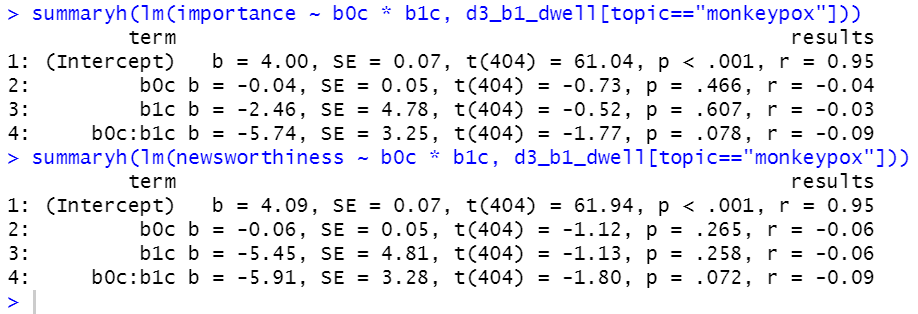 > summaryh(lm(importance ~ b0c * b1c, d3_b1_dwell[topic=="monkeypox"]))
term results
1: (Intercept) b = 4.00, SE = 0.07, t(404) = 61.04, p < .001, r = 0.95
2: b0c b = -0.04, SE = 0.05, t(404) = -0.73, p = .466, r = -0.04
3: b1c b = -2.46, SE = 4.78, t(404) = -0.52, p = .607, r = -0.03
4: b0c:b1c b = -5.74, SE = 3.25, t(404) = -1.77, p = .078, r = -0.09
> summaryh(lm(newsworthiness ~ b0c * b1c, d3_b1_dwell[topic=="monkeypox"]))
term results
1: (Intercept) b = 4.09, SE = 0.07, t(404) = 61.94, p < .001, r = 0.95
2: b0c b = -0.06, SE = 0.05, t(404) = -1.12, p = .265, r = -0.06
3: b1c b = -5.45, SE = 4.81, t(404) = -1.13, p = .258, r = -0.06
4: b0c:b1c b = -5.91, SE = 3.28, t(404) = -1.80, p = .072, r = -0.09
>